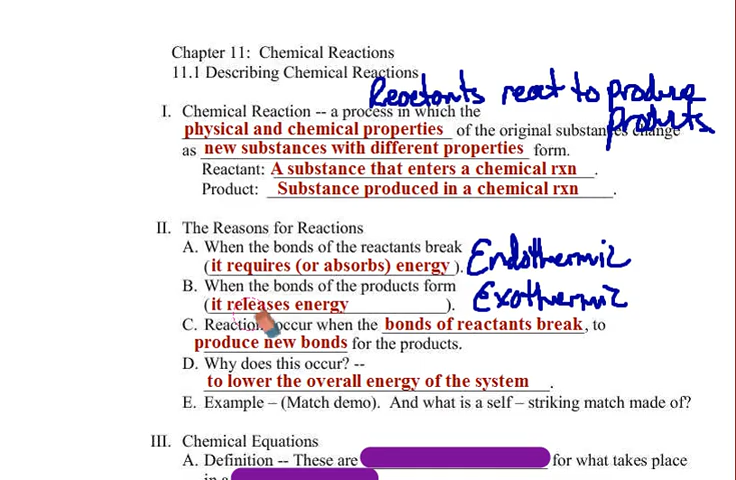 Chapter 11: Chemical Reactions
11.1 Describing Chemical Reactions
Reactants react to produce
products
I. Chemical Reaction -- a process in which the
physical and chemical properties of the original substances change
as new substances with different properties form.
Reactant: A substance that enters a chemical rxn.
Product: Substance produced in a chemical rxn.
II. The Reasons for Reactions
A. When the bonds of the reactants break
(it requires (or absorbs) energy). Endothermic
B. When the bonds of the products form
(it releases energy). Exothermic
C. Reactions occur when the bonds of reactants break, to
produce new bonds for the products.
D. Why does this occur? --
to lower the overall energy of the system.
E. Example – (Match demo). And what is a self – striking match made of?
III. Chemical Equations
A. Definition -- These are for what takes place
in a